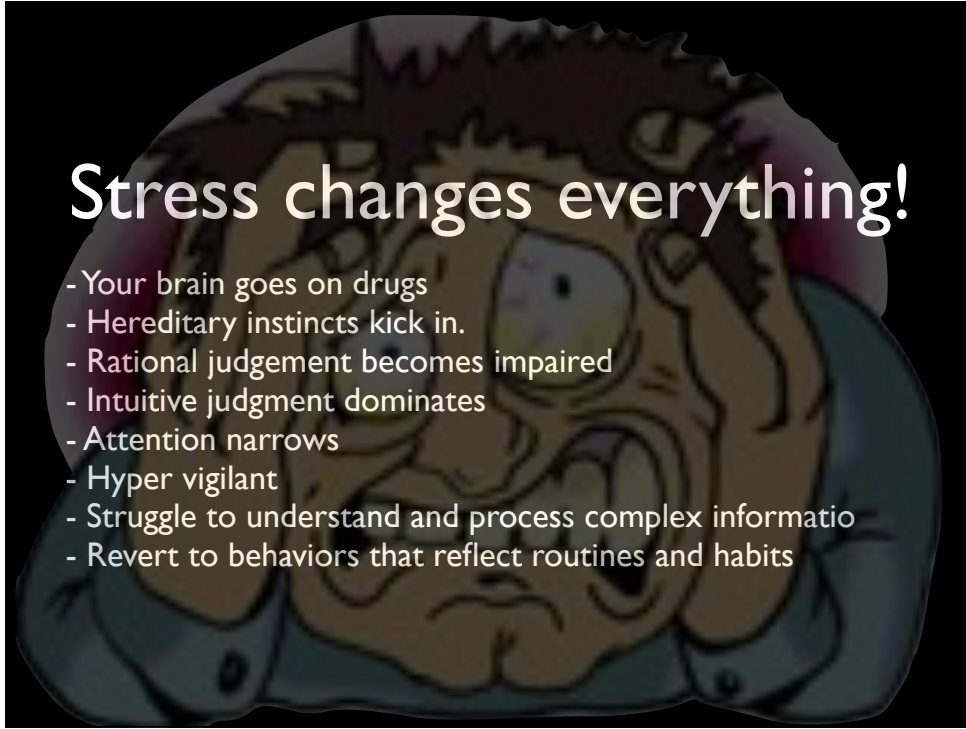 Stress changes everything!
- Your brain goes on drugs
- Hereditary instincts kick in.
- Rational judgement becomes impaired
- Intuitive judgment dominates
- Attention narrows
- Hyper vigilant
- Struggle to understand and process complex informatio
- Revert to behaviors that reflect routines and habits